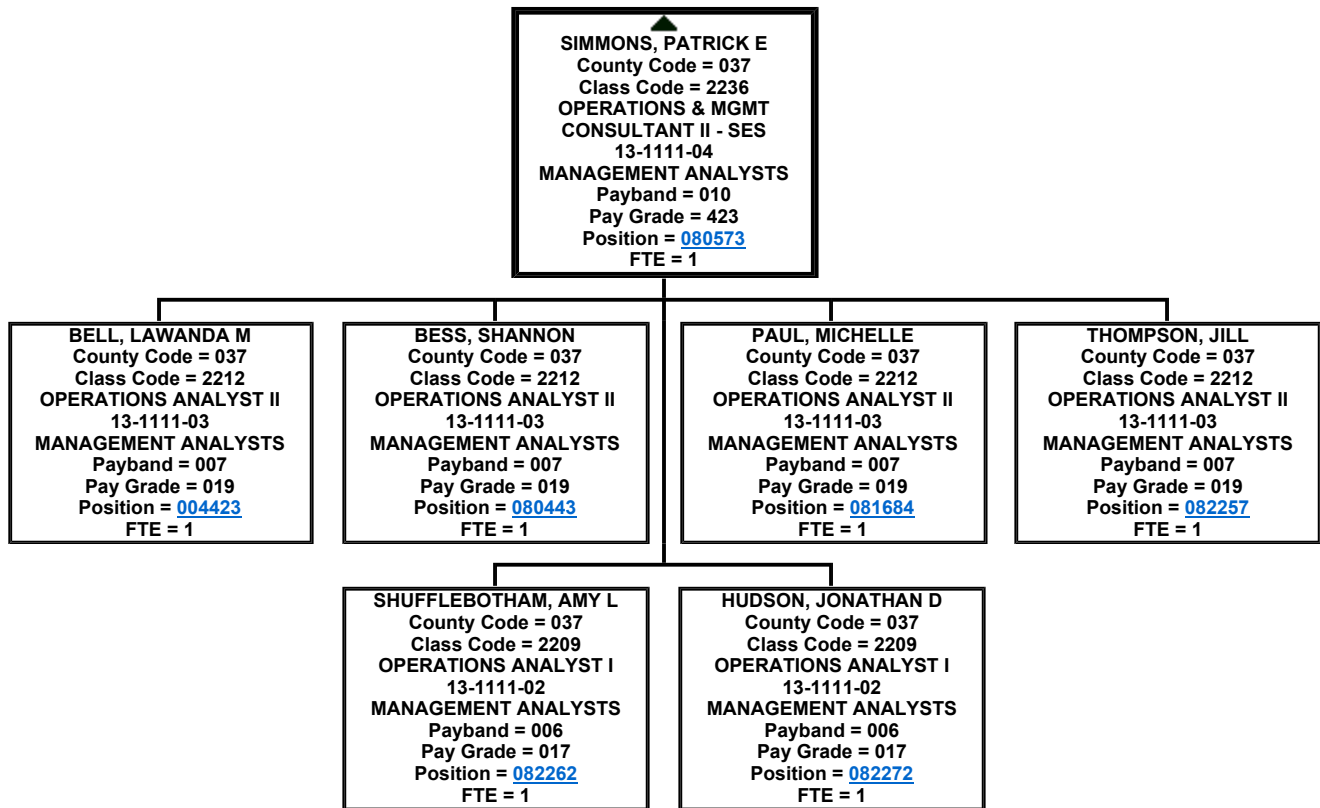 SIMMONS, PATRICK E
County Code = 037
Class Code = 2236
OPERATIONS & MGMT
CONSULTANT II - SES
13-1111-04
MANAGEMENT ANALYSTS
Payband = 010
Pay Grade = 423
Position = 080573
FTE = 1
BELL, LAWANDA M
County Code = 037
Class Code = 2212
OPERATIONS ANALYST II
13-1111-03
MANAGEMENT ANALYSTS
Payband = 007
Pay Grade = 019
Position = 004423
FTE = 1
BESS, SHANNON
County Code = 037
Class Code = 2212
OPERATIONS ANALYST II
13-1111-03
MANAGEMENT ANALYSTS
Payband = 007
Pay Grade = 019
Position = 080443
FTE = 1
PAUL, MICHELLE
County Code = 037
Class Code = 2212
OPERATIONS ANALYST II
13-1111-03
MANAGEMENT ANALYSTS
Payband = 007
Pay Grade = 019
Position = 081684
FTE = 1
THOMPSON, JILL
County Code = 037
Class Code = 2212
OPERATIONS ANALYST II
13-1111-03
MANAGEMENT ANALYSTS
Payband = 007
Pay Grade = 019
Position = 082257
FTE = 1
SHUFFLEBOTHAM, AMY L
County Code = 037
Class Code = 2209
OPERATIONS ANALYST I
13-1111-02
MANAGEMENT ANALYSTS
Payband = 006
Pay Grade = 017
Position = 082262
FTE = 1
HUDSON, JONATHAN D
County Code = 037
Class Code = 2209
OPERATIONS ANALYST I
13-1111-02
MANAGEMENT ANALYSTS
Payband = 006
Pay Grade = 017
Position = 082272
FTE = 1